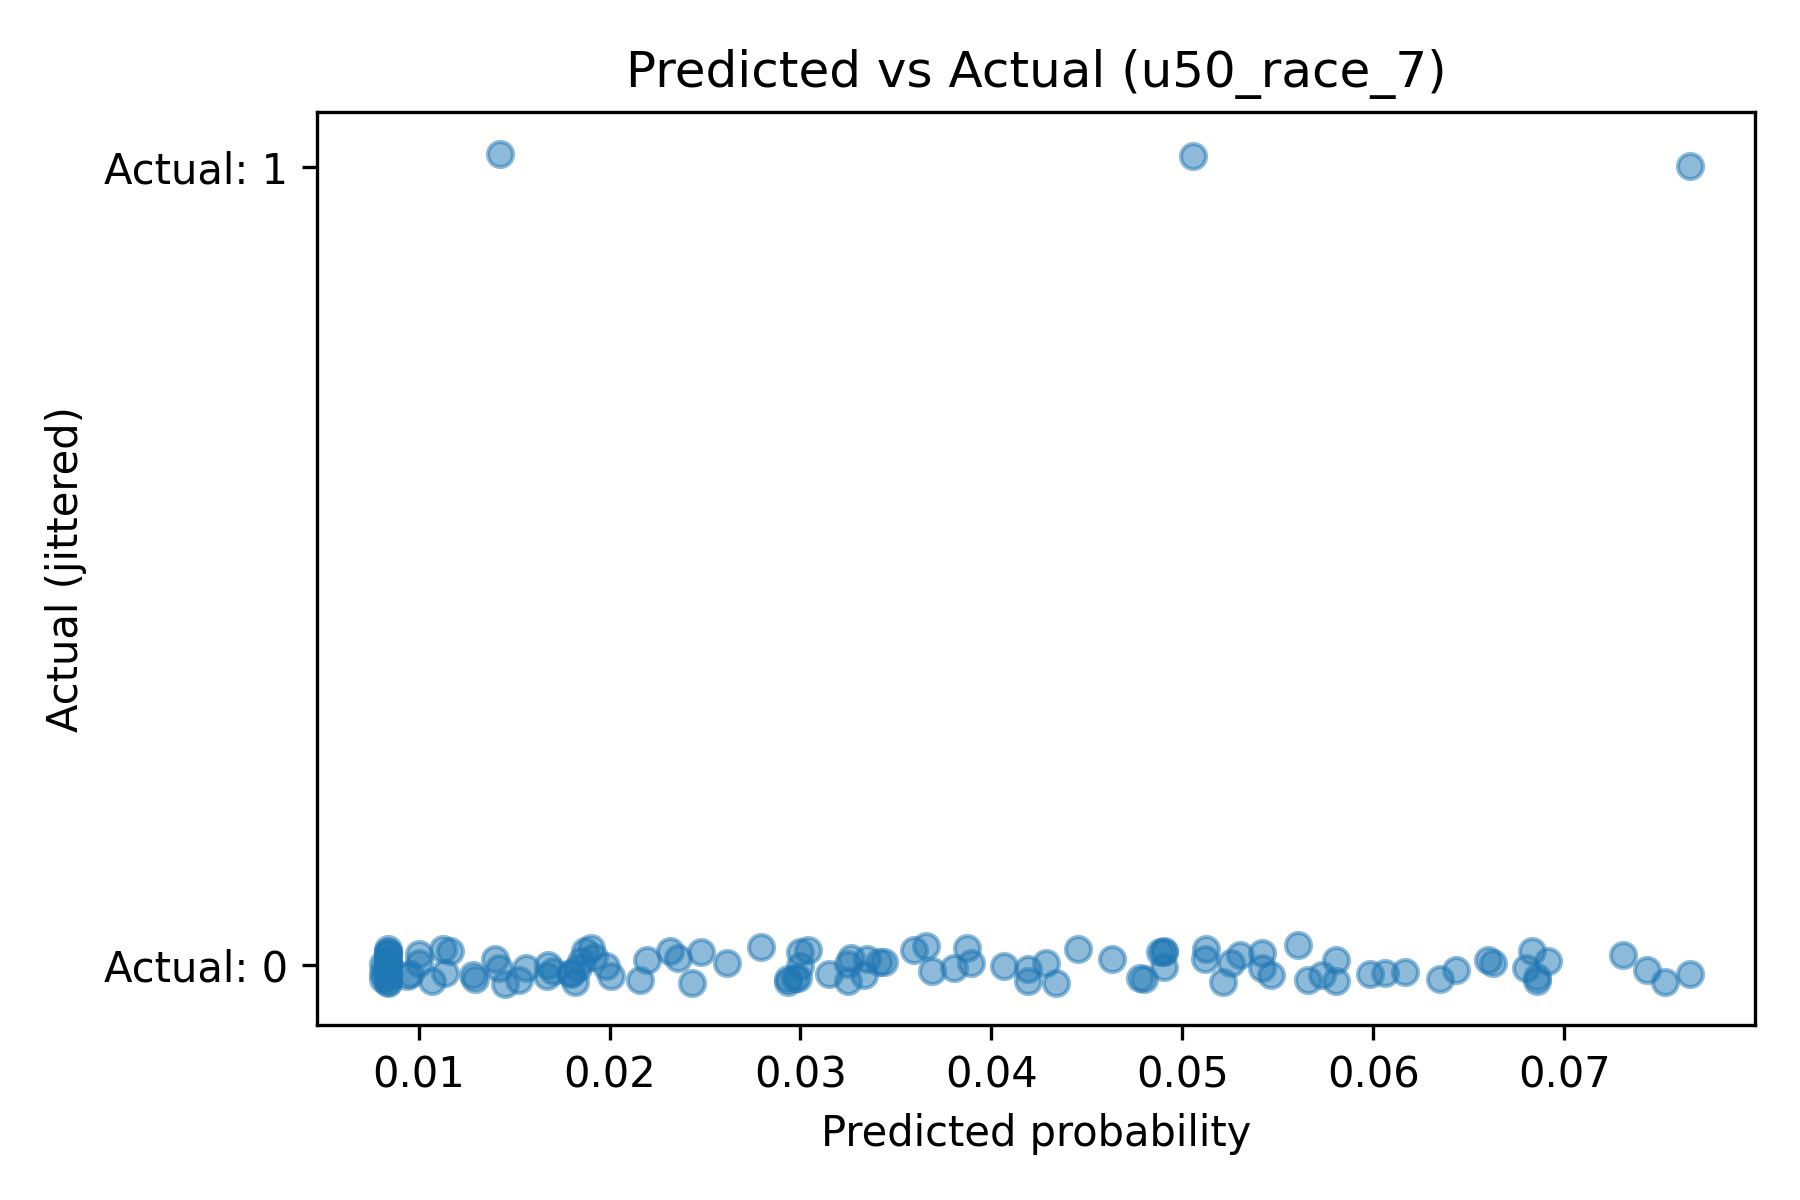 Predicted vs Actual (u50_race_7)
Actual: 1
Actual (jittered)
Actual: 0
0.01 0.02 0.03 0.04 0.05 0.06 0.07
Predicted probability